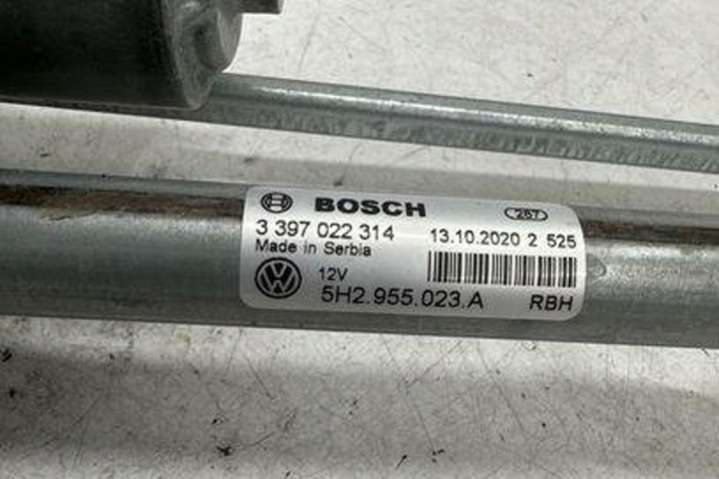 BOSCH *287
3 397 022 314 13.10.2020 2 525
Made in Serbia
12V
5H2.955.023.A RBH